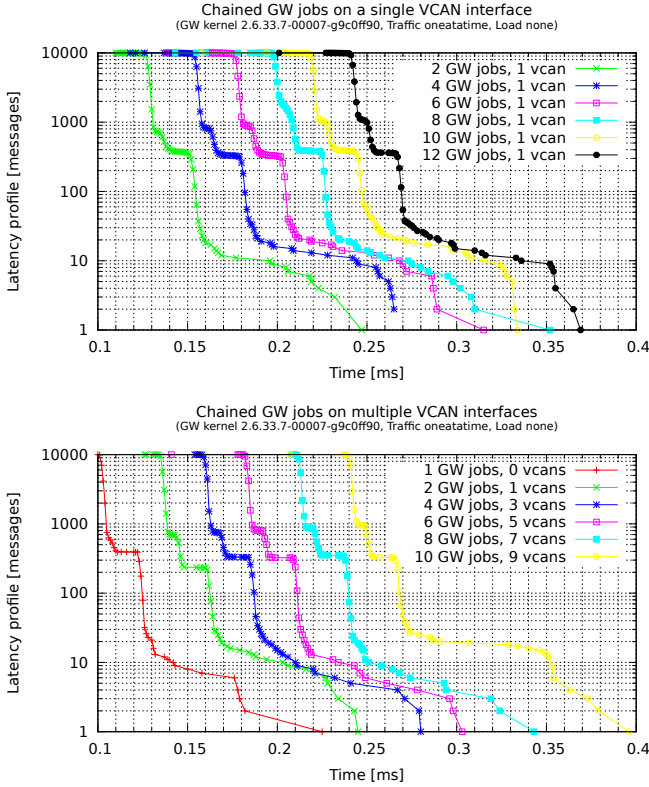 Chained GW jobs on a single VCAN interface
(GW kernel 2.6.33.7-00007-g9c0ff90, Traffic oneatatime, Load none)
Latency profile [messages]
10000
1000
100
10
1
2 GW jobs, 1 vcan
4 GW jobs, 1 vcan
6 GW jobs, 1 vcan
8 GW jobs, 1 vcan
10 GW jobs, 1 vcan
12 GW jobs, 1 vcan
0.1 0.15 0.2 0.25 0.3 0.35 0.4
Time [ms]
Chained GW jobs on multiple VCAN interfaces
(GW kernel 2.6.33.7-00007-g9c0ff90, Traffic oneatatime, Load none)
Latency profile [messages]
10000
1000
100
10
1
1 GW jobs, 0 vcans
2 GW jobs, 1 vcans
4 GW jobs, 3 vcans
6 GW jobs, 5 vcans
8 GW jobs, 7 vcans
10 GW jobs, 9 vcans
0.1 0.15 0.2 0.25 0.3 0.35 0.4
Time [ms]